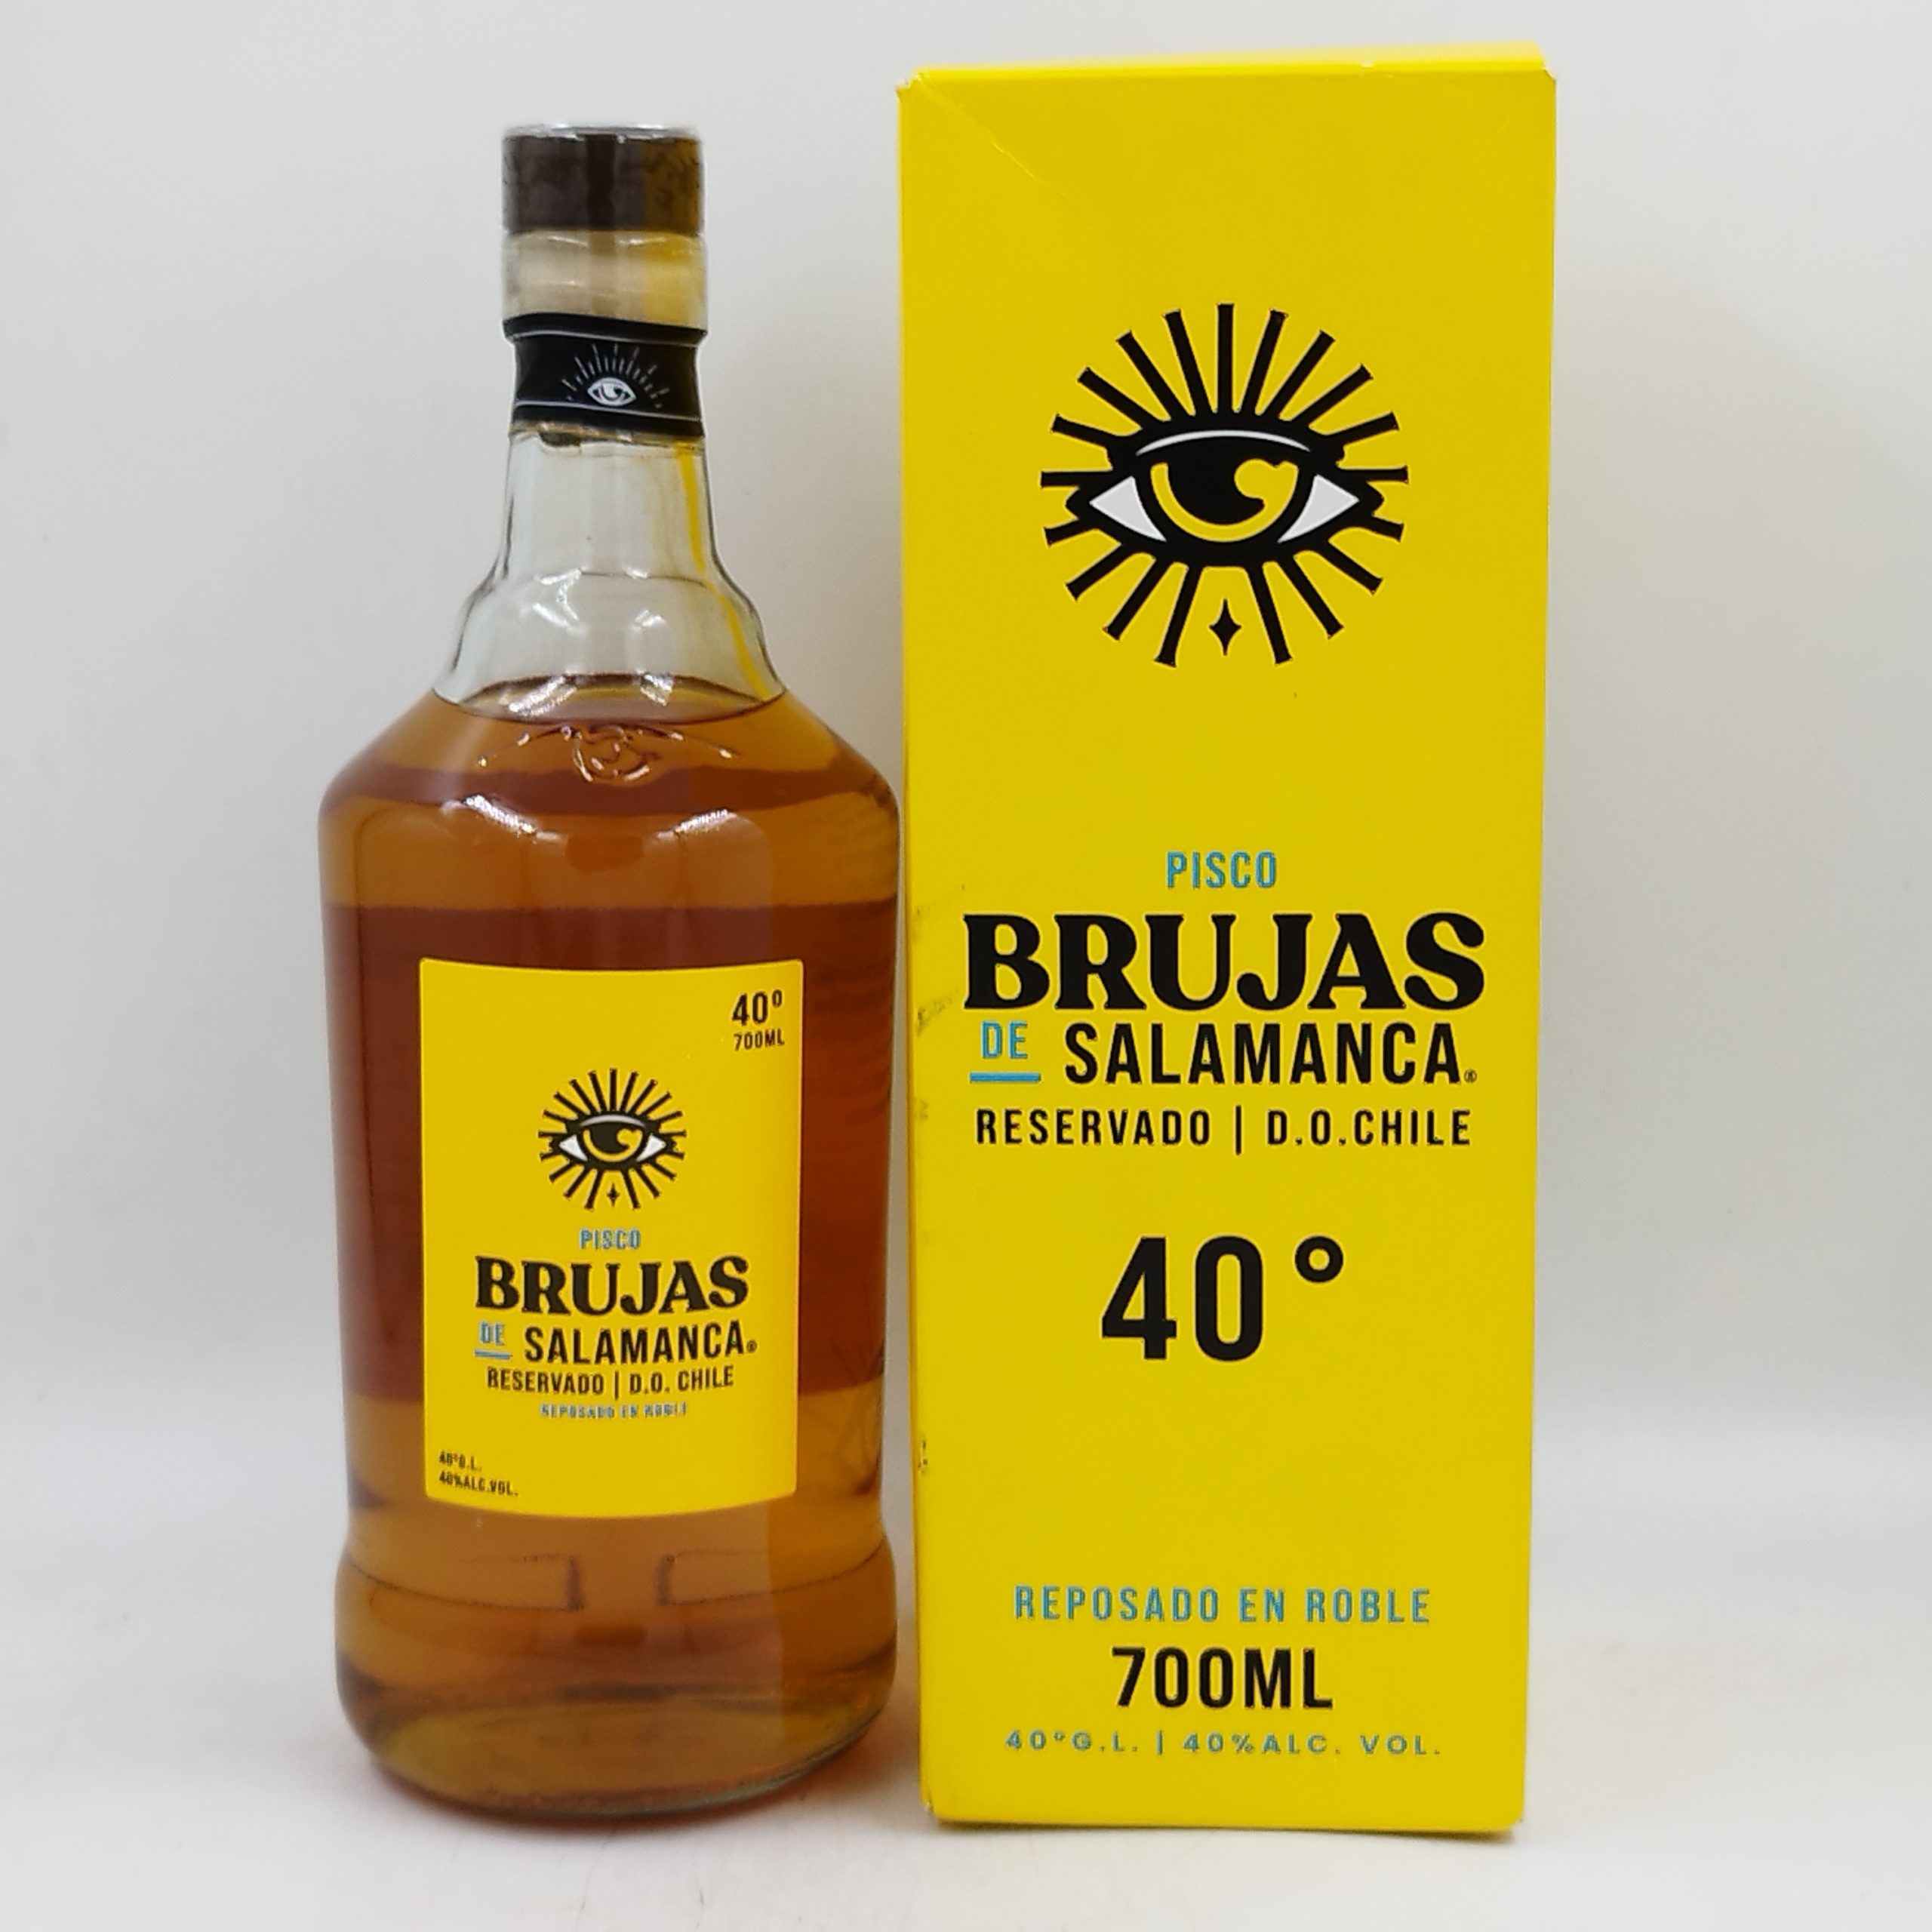 40°
700ML
PISCO
BRUJAS
DE SALAMANCA®
RESERVADO | D.O. CHILE
REPOSADO EN ROBLE
40°G.L.
40%ALC.VOL.
PISCO
BRUJAS
DE SALAMANCA®
RESERVADO | D.O.CHILE
40°
REPOSADO EN ROBLE
700ML
40°G.L. | 40%ALC. VOL.